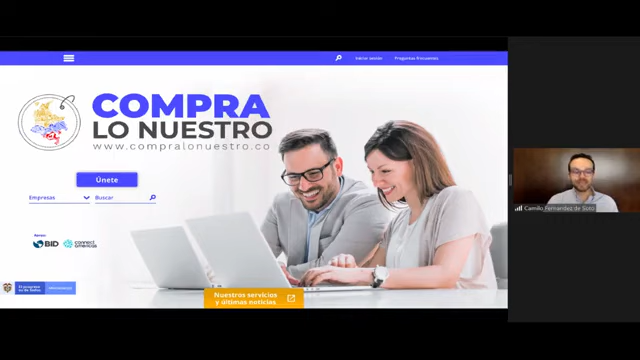 Iniciar sesión
Preguntas frecuentes
COMPRA
LO NUESTRO
www.compralonuestro.co
Únete
Empresas
Buscar
BID
connect
americas
Nuestros servicios
y últimas noticias
Camilo Fernandez de Soto